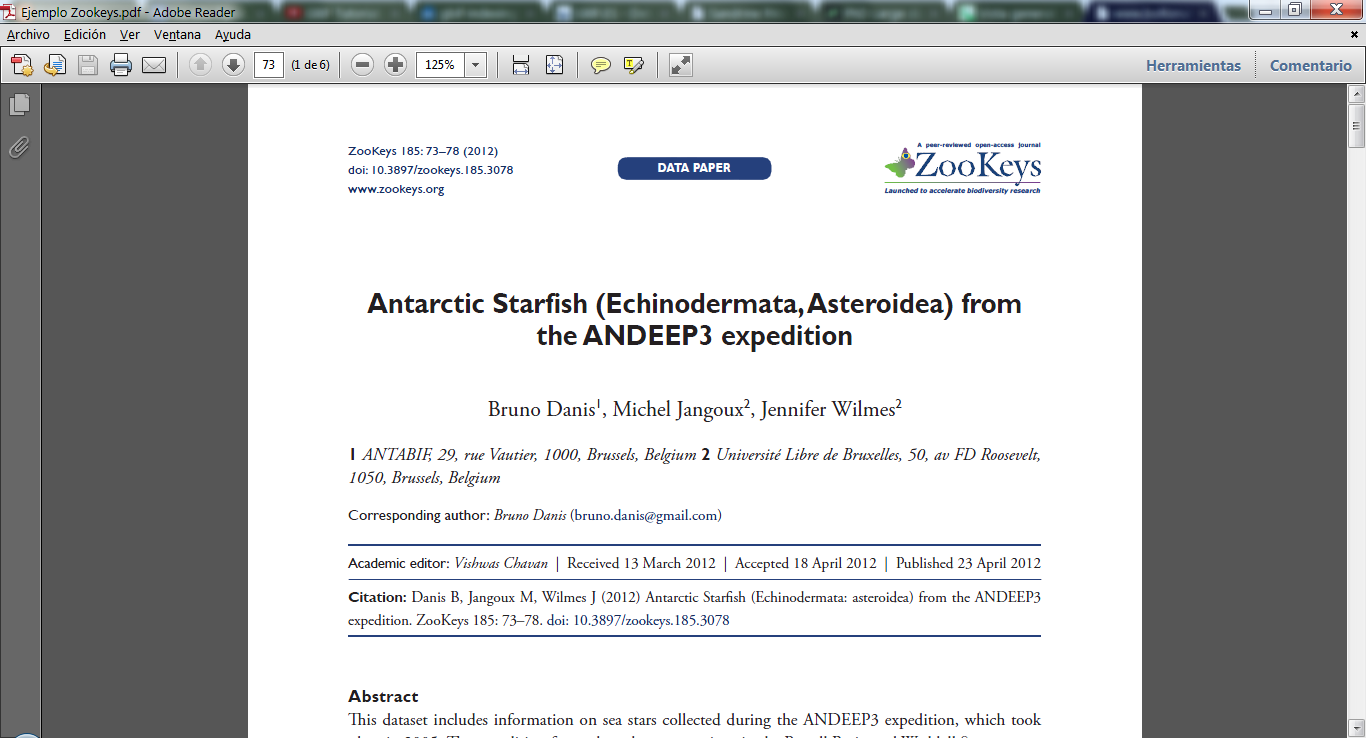 Ejemplo Zookeys.pdf - Adobe Reader
Archivo Edición Ver Ventana Ayuda
73 (1 de 6) 125% Herramientas Comentario
ZooKeys 185: 73–78 (2012)
doi: 10.3897/zookeys.185.3078
www.zookeys.org
DATA PAPER
A peer-reviewed open-access journal
ZooKeys
Launched to accelerate biodiversity research
Antarctic Starfish (Echinodermata, Asteroidea) from
the ANDEEP3 expedition
Bruno Danis1, Michel Jangoux2, Jennifer Wilmes2
1 ANTABIF, 29, rue Vautier, 1000, Brussels, Belgium 2 Université Libre de Bruxelles, 50, av FD Roosevelt,
1050, Brussels, Belgium
Corresponding author: Bruno Danis (bruno.danis@gmail.com)
Academic editor: Vishwas Chavan | Received 13 March 2012 | Accepted 18 April 2012 | Published 23 April 2012
Citation: Danis B, Jangoux M, Wilmes J (2012) Antarctic Starfish (Echinodermata: asteroidea) from the ANDEEP3
expedition. ZooKeys 185: 73–78. doi: 10.3897/zookeys.185.3078
Abstract
This dataset includes information on sea stars collected during the ANDEEP3 expedition, which took